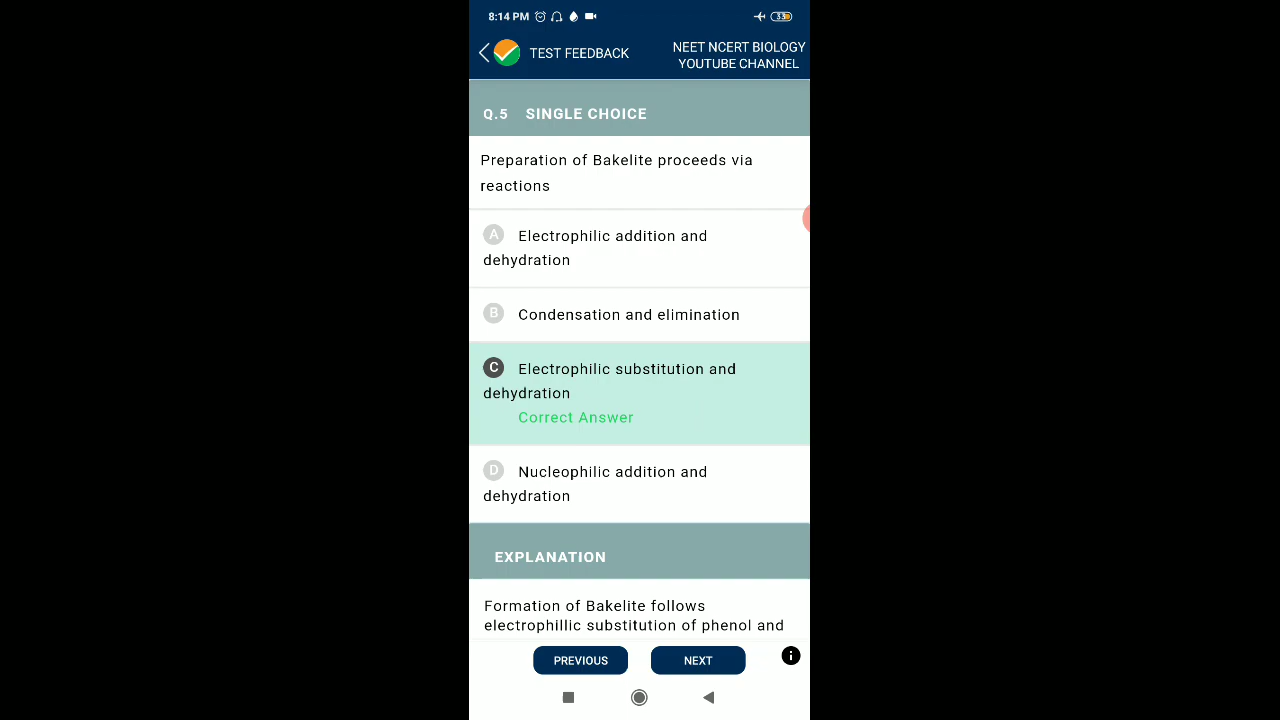 8:14 PM 33
TEST FEEDBACK
NEET NCERT BIOLOGY
YOUTUBE CHANNEL
Q.5 SINGLE CHOICE
Preparation of Bakelite proceeds via
reactions
A Electrophilic addition and
dehydration
B Condensation and elimination
C Electrophilic substitution and
dehydration
Correct Answer
D Nucleophilic addition and
dehydration
EXPLANATION
Formation of Bakelite follows
electrophillic substitution of phenol and
PREVIOUS NEXT i